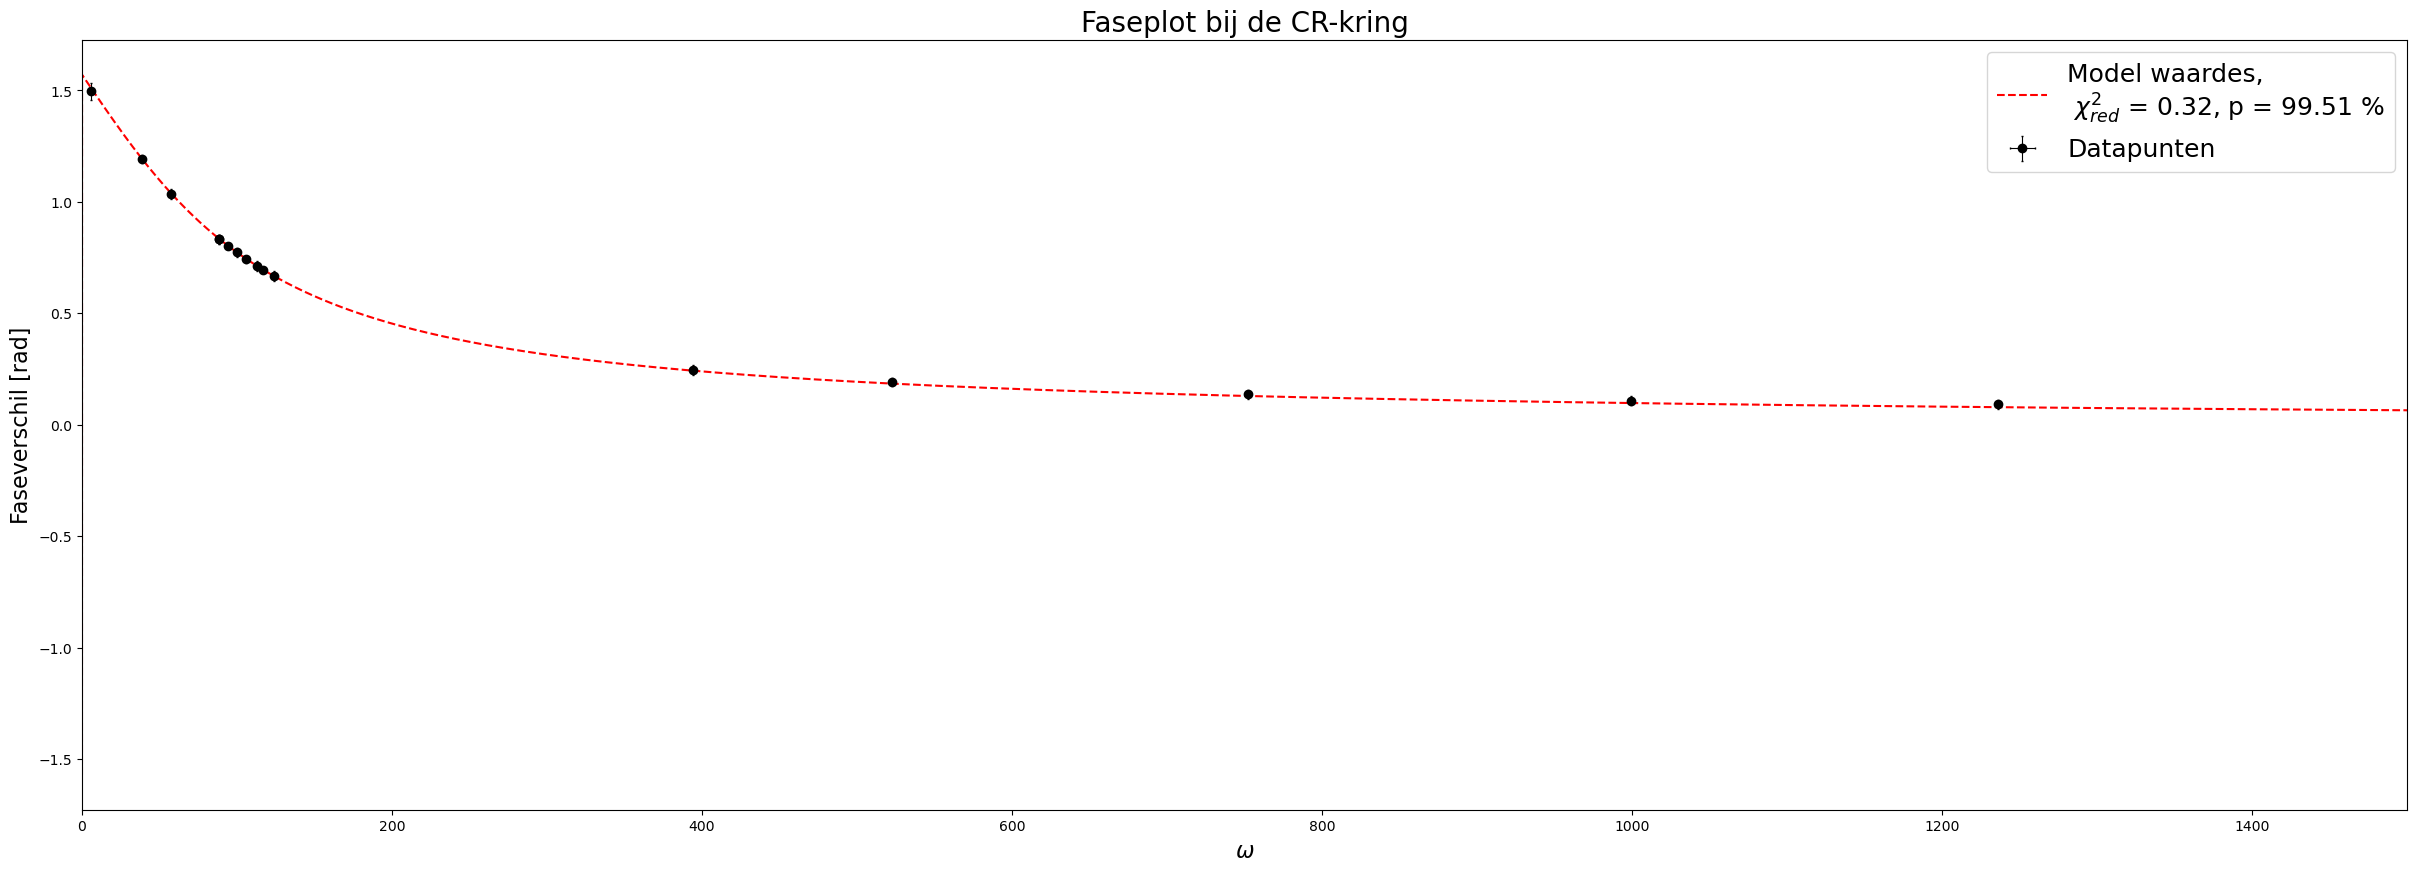 Faseplot bij de CR-kring
Model waardes,
χ²red = 0.32, p = 99.51 %
Datapunten
Faseverschil [rad]
1.5
1.0
0.5
0.0
−0.5
−1.0
−1.5
0 200 400 600 800 1000 1200 1400
ω